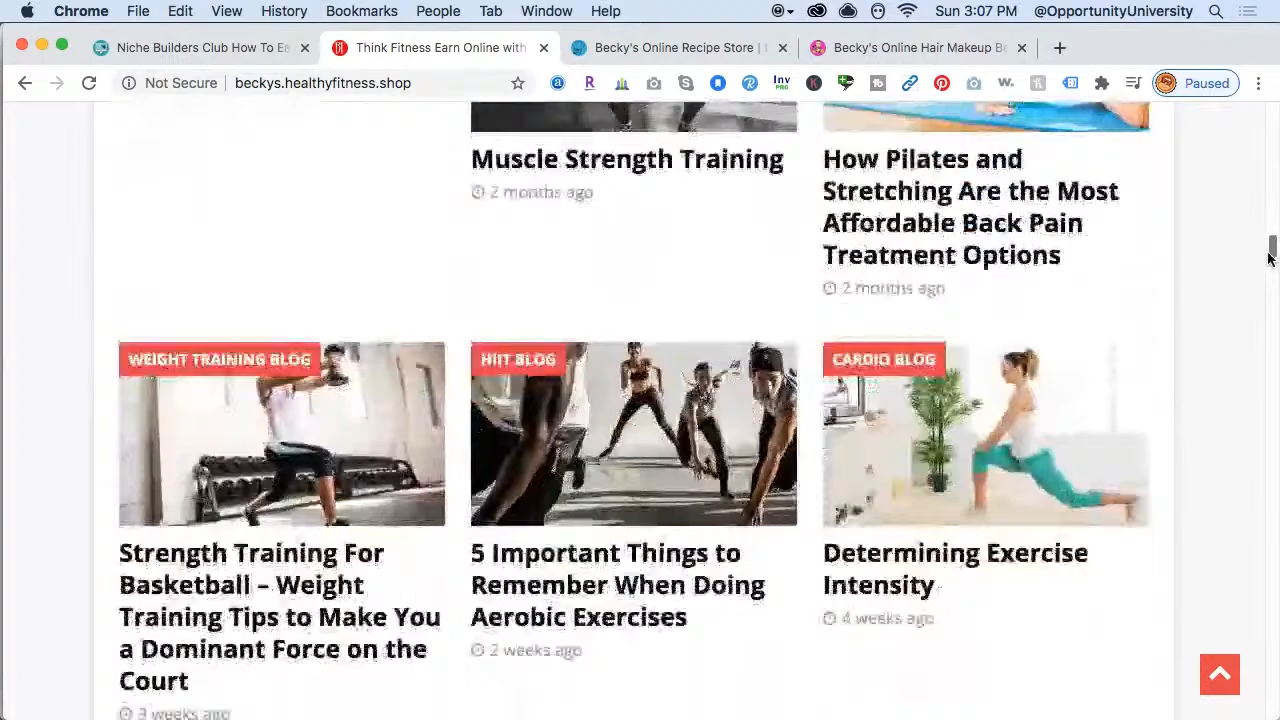 Chrome File Edit View History Bookmarks People Tab Window Help Sun 3:07 PM @OpportunityUniversity
Niche Builders Club How To Ea
Think Fitness Earn Online with
Becky's Online Recipe Store |
Becky's Online Hair Makeup Be
Not Secure beckys.healthyfitness.shop
Inv PRO
Paused
Muscle Strength Training
2 months ago
How Pilates and
Stretching Are the Most
Affordable Back Pain
Treatment Options
2 months ago
WEIGHT TRAINING BLOG
Strength Training For
Basketball – Weight
Training Tips to Make You
a Dominant Force on the
Court
3 weeks ago
HIIT BLOG
5 Important Things to
Remember When Doing
Aerobic Exercises
2 weeks ago
CARDIO BLOG
Determining Exercise
Intensity
4 weeks ago